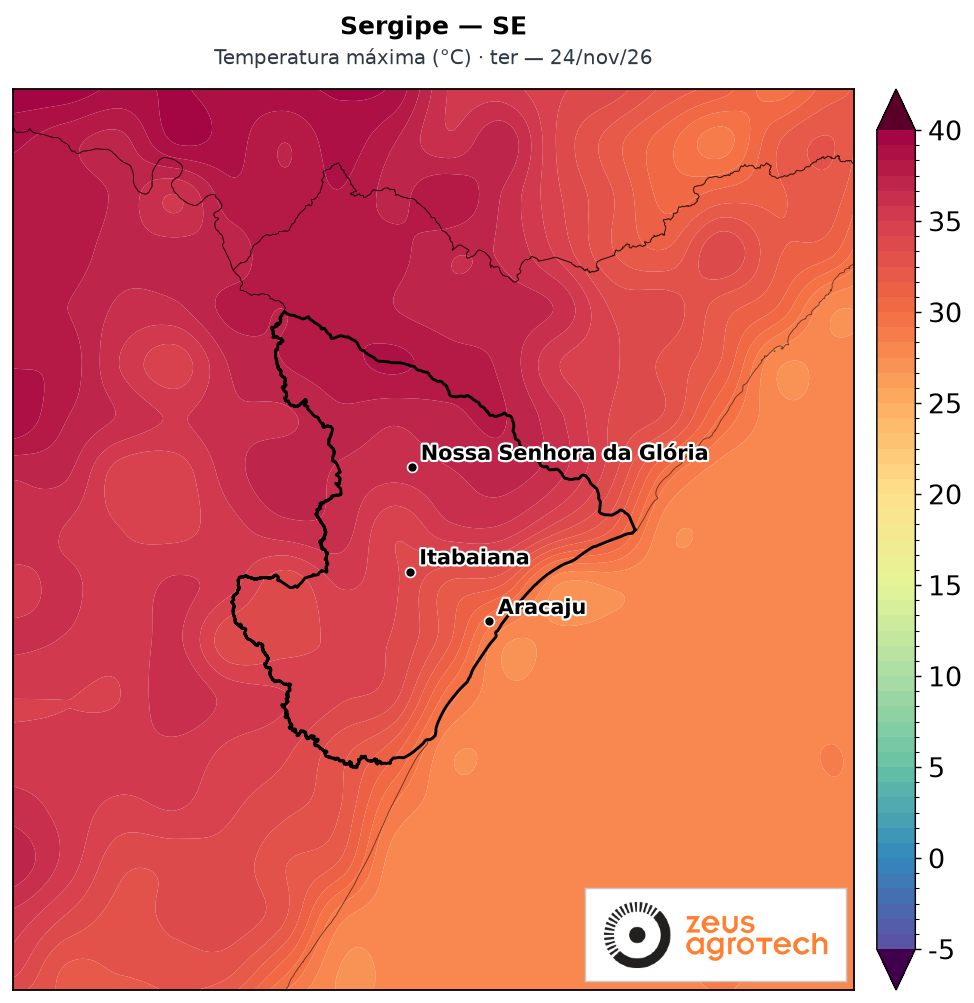 Sergipe — SE
Temperatura máxima (°C) · ter — 24/nov/26
40
35
30
25
20
15
10
5
0
-5
Nossa Senhora da Glória
Itabaiana
Aracaju
zeus
agrotech